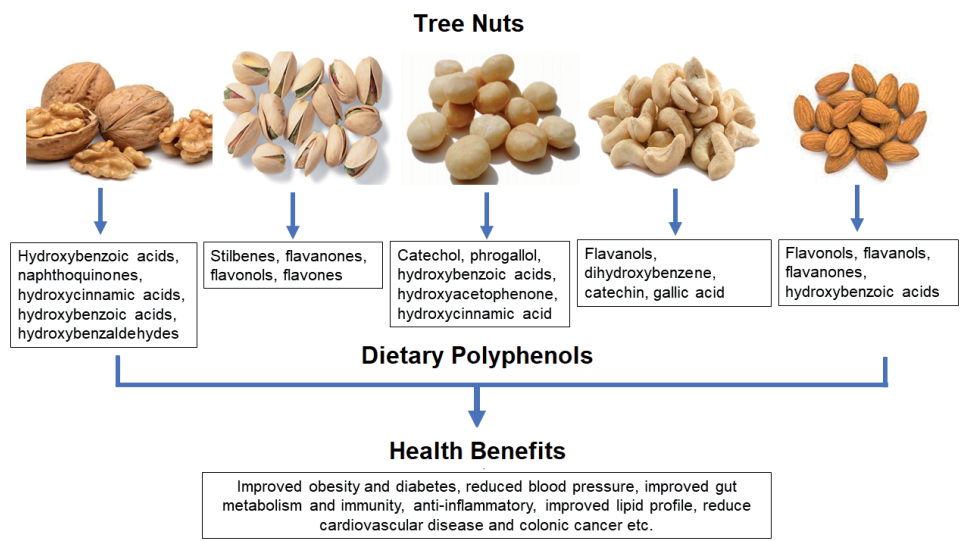 Tree Nuts
Hydroxybenzoic acids,
naphthoquinones,
hydroxycinnamic acids,
hydroxybenzoic acids,
hydroxybenzaldehydes
Stilbenes, flavanones,
flavonols, flavones
Catechol, phrogallol,
hydroxybenzoic acids,
hydroxyacetophenone,
hydroxycinnamic acid
Flavanols,
dihydroxybenzene,
catechin, gallic acid
Flavonols, flavanols,
flavanones,
hydroxybenzoic acids
Dietary Polyphenols
Health Benefits
Improved obesity and diabetes, reduced blood pressure, improved gut
metabolism and immunity, anti-inflammatory, improved lipid profile, reduce
cardiovascular disease and colonic cancer etc.